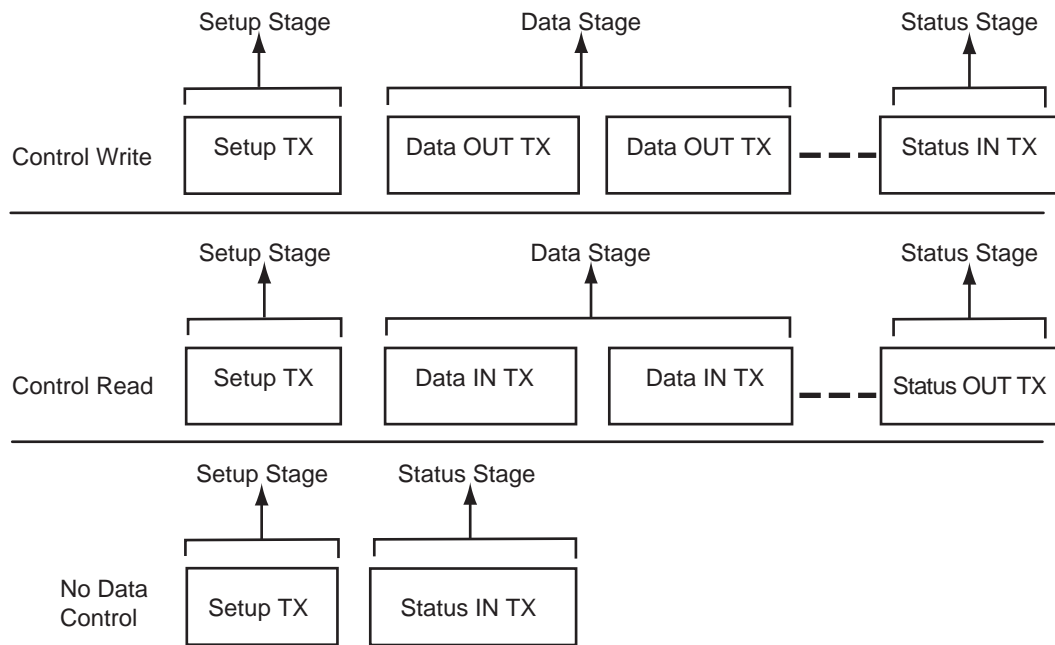 Setup Stage
Data Stage
Status Stage
Control Write
Setup TX
Data OUT TX
Data OUT TX
Status IN TX
Setup Stage
Data Stage
Status Stage
Control Read
Setup TX
Data IN TX
Data IN TX
Status OUT TX
Setup Stage
Status Stage
No Data
Control
Setup TX
Status IN TX